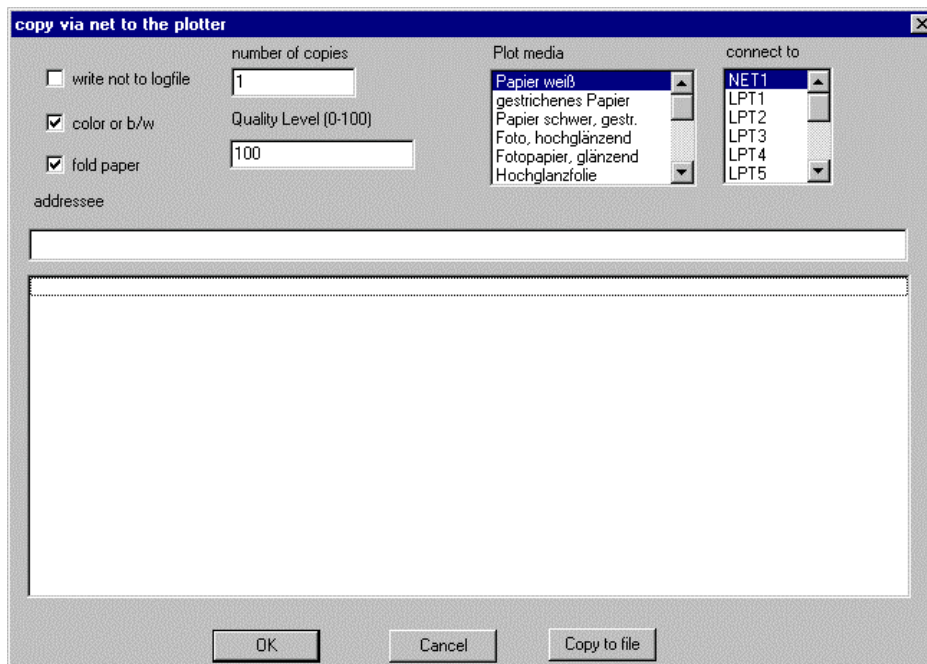 copy via net to the plotter
write not to logfile
color or b/w
fold paper
number of copies
1
Quality Level (0-100)
100
Plot media
Papier weiß
gestrichenes Papier
Papier schwer, gestr.
Foto, hochglänzend
Fotopapier, glänzend
Hochglanzfolie
connect to
NET1
LPT1
LPT2
LPT3
LPT4
LPT5
addressee
OK
Cancel
Copy to file